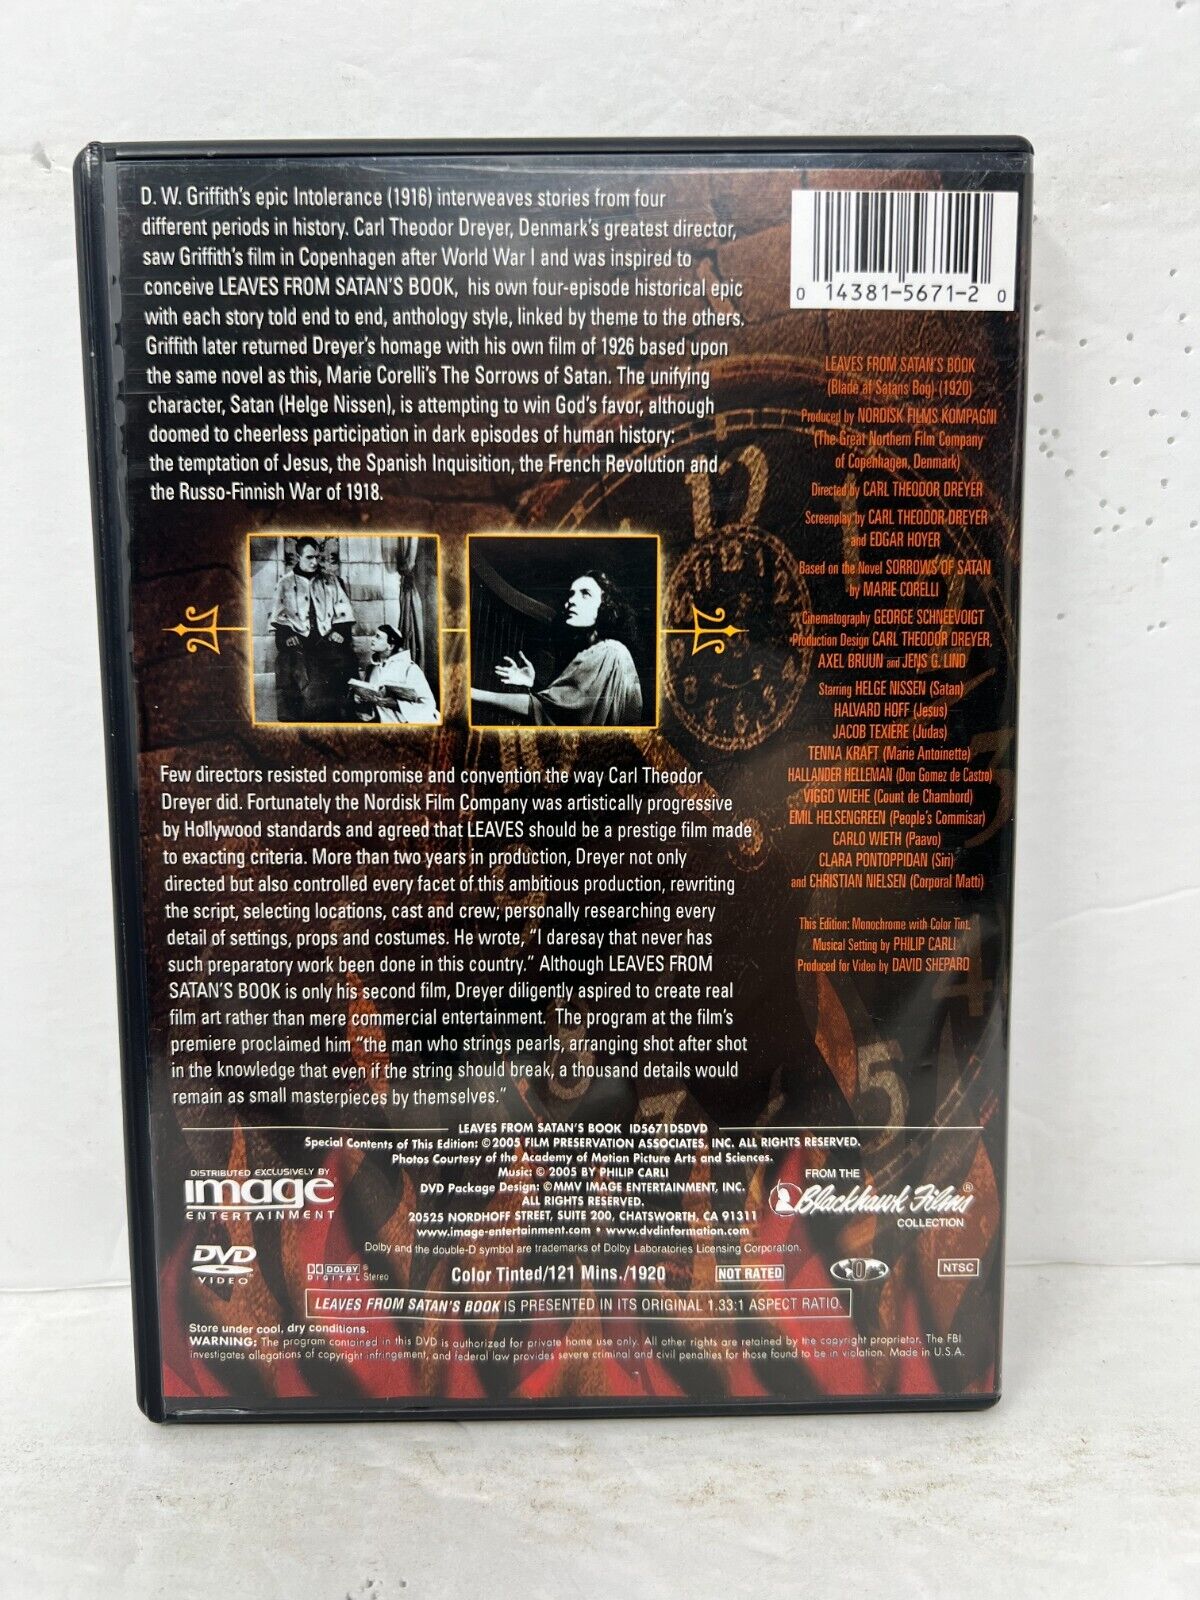 D. W. Griffith's epic Intolerance (1916) interweaves stories from four
different periods in history. Carl Theodor Dreyer, Denmark's greatest director,
saw Griffith's film in Copenhagen after World War I and was inspired to
conceive LEAVES FROM SATAN'S BOOK, his own four-episode historical epic
with each story told end to end, anthology style, linked by theme to the others.
Griffith later returned Dreyer's homage with his own film of 1926 based upon
the same novel as this, Marie Corelli's The Sorrows of Satan. The unifying
character, Satan (Helge Nissen), is attempting to win God's favor, although
doomed to cheerless participation in dark episodes of human history:
the temptation of Jesus, the Spanish Inquisition, the French Revolution and
the Russo-Finnish War of 1918.
0 14381-5671-2 0
LEAVES FROM SATAN'S BOOK
(Blade af Satans Bog) (1920)
Produced by NORDISK FILMS KOMPAGNI
(The Great Northern Film Company
of Copenhagen, Denmark)
Directed by CARL THEODOR DREYER
Screenplay by CARL THEODOR DREYER
and EDGAR HOYER
Based on the Novel SORROWS OF SATAN
by MARIE CORELLI
Cinematography GEORGE SCHNEEVOIGT
Production Design CARL THEODOR DREYER,
AXEL BRUUN and JENS G. LIND
Starring HELGE NISSEN (Satan)
HALVARD HOFF (Jesus)
JACOB TEXIERE (Judas)
TENNA KRAFT (Marie Antoinette)
HALLANDER HELLEMAN (Don Gomez de Castro)
VIGGO WIEHE (Count de Chambord)
EMIL HELSENGREEN (People's Commisar)
CARLO WIETH (Paavo)
CLARA PONTOPPIDAN (Siri)
and CHRISTIAN NIELSEN (Corporal Matti)
This Edition: Monochrome with Color Tint.
Musical Setting by PHILIP CARLI
Produced for Video by DAVID SHEPARD
12
3
4
5
6
7
Few directors resisted compromise and convention the way Carl Theodor
Dreyer did. Fortunately the Nordisk Film Company was artistically progressive
by Hollywood standards and agreed that LEAVES should be a prestige film made
to exacting criteria. More than two years in production, Dreyer not only
directed but also controlled every facet of this ambitious production, rewriting
the script, selecting locations, cast and crew; personally researching every
detail of settings, props and costumes. He wrote, "I daresay that never has
such preparatory work been done in this country." Although LEAVES FROM
SATAN'S BOOK is only his second film, Dreyer diligently aspired to create real
film art rather than mere commercial entertainment. The program at the film's
premiere proclaimed him "the man who strings pearls, arranging shot after shot
in the knowledge that even if the string should break, a thousand details would
remain as small masterpieces by themselves."
LEAVES FROM SATAN'S BOOK ID5671DSDVD
Special Contents of This Edition: ©2005 FILM PRESERVATION ASSOCIATES, INC. ALL RIGHTS RESERVED.
Photos Courtesy of the Academy of Motion Picture Arts and Sciences.
Music: © 2005 BY PHILIP CARLI
DVD Package Design: ©MMV IMAGE ENTERTAINMENT, INC.
ALL RIGHTS RESERVED.
20525 NORDHOFF STREET, SUITE 200, CHATSWORTH, CA 91311
www.image-entertainment.com • www.dvdinformation.com
DISTRIBUTED EXCLUSIVELY BY
image
ENTERTAINMENT
FROM THE
Blackhawk Films®
COLLECTION
Dolby and the double-D symbol are trademarks of Dolby Laboratories Licensing Corporation.
DVD
VIDEO
DOLBY
DIGITAL Stereo
Color Tinted/121 Mins./1920
NOT RATED
0
NTSC
LEAVES FROM SATAN'S BOOK IS PRESENTED IN ITS ORIGINAL 1.33:1 ASPECT RATIO.
Store under cool, dry conditions.
WARNING: The program contained in this DVD is authorized for private home use only. All other rights are retained by the copyright proprietor. The FBI
investigates allegations of copyright infringement, and federal law provides severe criminal and civil penalties for those found to be in violation. Made in U.S.A.